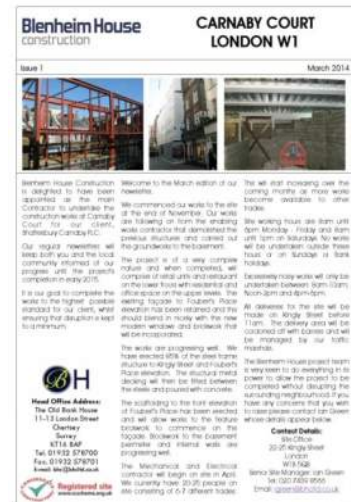 Blenheim House
construction
CARNABY COURT
LONDON W1
Issue 1
March 2014
Blenheim House Construction
is delighted to have been
appointed as the main
Contractor to undertake the
construction works at Carnaby
Court for our client,
Shaftesbury Carnaby PLC.
Our regular newsletters will
keep both you and the local
community informed of our
progress until the project's
completion in early 2015.
It is our goal to complete the
works to the highest possible
standard for our client, whilst
ensuring that disruption is kept
to a minimum.
BH
Head Office Address:
The Old Bank House
11-13 London Street
Chertsey
Surrey
KT16 8AP
Tel: 01932 578700
Fax: 01932 578701
Registered site
Welcome to the March edition of our
newsletter.
We commenced our works to the site
at the end of November. Our works
are following on from the enabling
works contractor that demolished the
previous structures and carried out
the groundworks to the basement.
The project is of a very complex
nature and when completed, will
comprise of retail units and restaurant
on the lower floors with residential and
office space on the upper levels. The
existing façade to Foubert's Place
elevation has been retained and this
should blend in nicely with the new
modern windows and brickwork that
will be incorporated.
The works are progressing well. We
have erected 85% of the steel frame
structure to Kingly Street and Foubert's
Place elevation. The structural metal
decking will then be fitted between
the steels and poured with concrete.
The scaffolding to the front elevation
of Foubert's Place has been erected
and will allow works to the feature
brickwork to commence on the
façade. Blockwork to the basement
perimeter and internal walls are
progressing well.
The Mechanical and Electrical
contractor will begin on site in April.
We currently have 20-25 people on
site consisting of 6-7 different trades.
This will start increasing over the
coming months as more works
become available to other
trades.
Site working hours are 8am until
6pm Monday - Friday and 8am
until 1pm on Saturdays. No works
will be undertaken outside these
hours or on Sundays or Bank
holidays.
Excessively noisy works will only be
undertaken between
Noon-2pm and 4pm-6pm.
All deliveries for the site will be
made on Kingly Street before
11am. The delivery area will be
cordoned off with barriers and will
be managed by our traffic
marshals.
The Blenheim House project team
is very keen to do everything in its
power to allow the project to be
completed without disrupting the
surrounding neighbourhood. If you
have any concerns that you wish
to raise please contact Ian Green
whose details appear below.
Contact Details:
Site Office
20-25 Kingly Street
London
W1B 5QB
Senior Site Manager: Ian Green